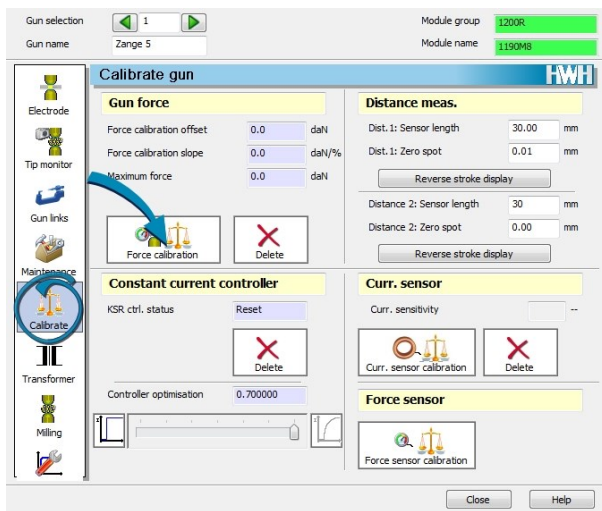 Gun selection 1 Module group 1200R
Gun name Zange 5 Module name 1190M8
Calibrate gun HWH
Electrode
Tip monitor
Gun links
Maintenance
Calibrate
Transformer
Milling
Gun force
Force calibration offset 0.0 daN
Force calibration slope 0.0 daN/%
Maximum force 0.0 daN
Force calibration Delete
Distance meas.
Dist.1: Sensor length 30.00 mm
Dist.1: Zero spot 0.01 mm
Reverse stroke display
Distance 2: Sensor length 30 mm
Distance 2: Zero spot 0.00 mm
Reverse stroke display
Constant current controller
KSR ctrl. status Reset
Delete
Controller optimisation 0.700000
Curr. sensor
Curr. sensitivity --
Curr. sensor calibration Delete
Force sensor
Force sensor calibration
Close Help